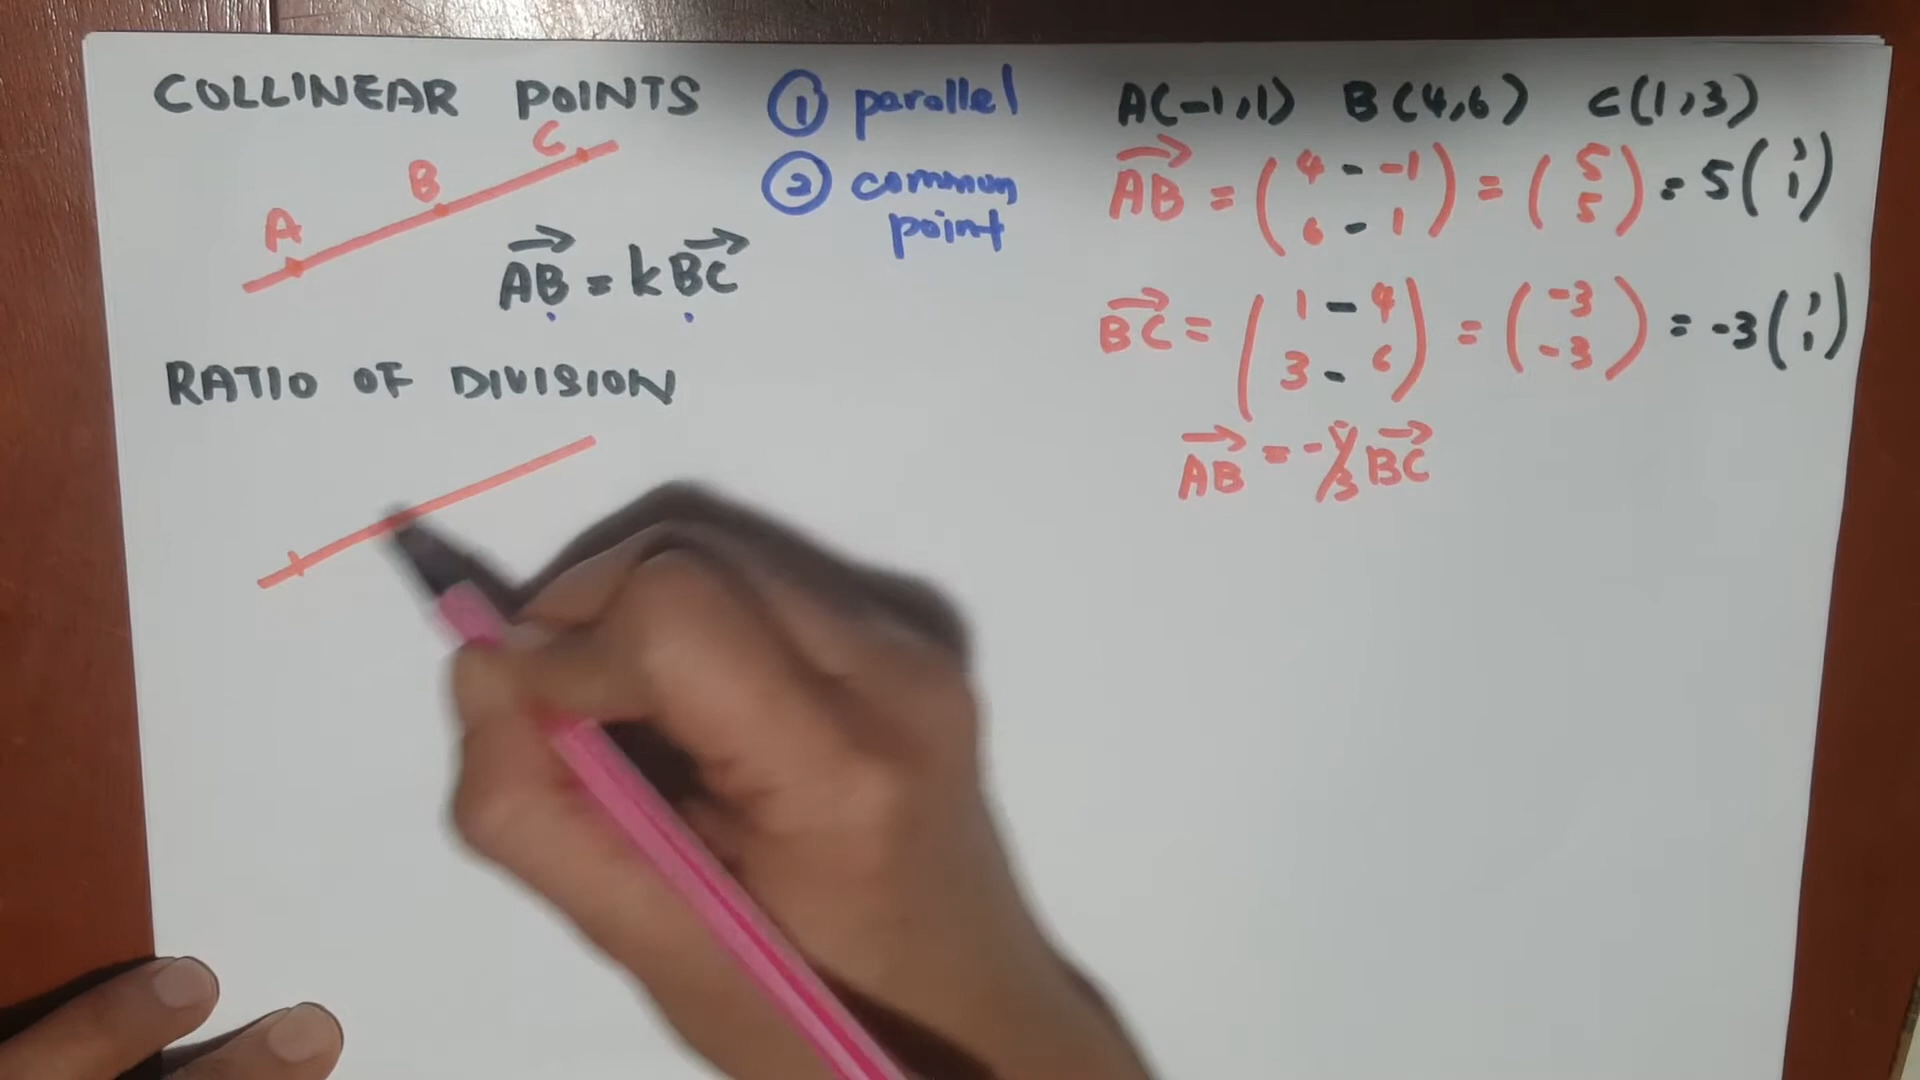 COLLINEAR POINTS
A B C
AB→ = k BC→
① parallel
② common
point
A(-1,1) B(4,6) C(1,3)
AB→ = (4 - -1, 6 - 1) = (5, 5) = 5(1, 1)
BC→ = (1 - 4, 3 - 6) = (-3, -3) = -3(1, 1)
AB→ = - /3 BC→
RATIO OF DIVISION